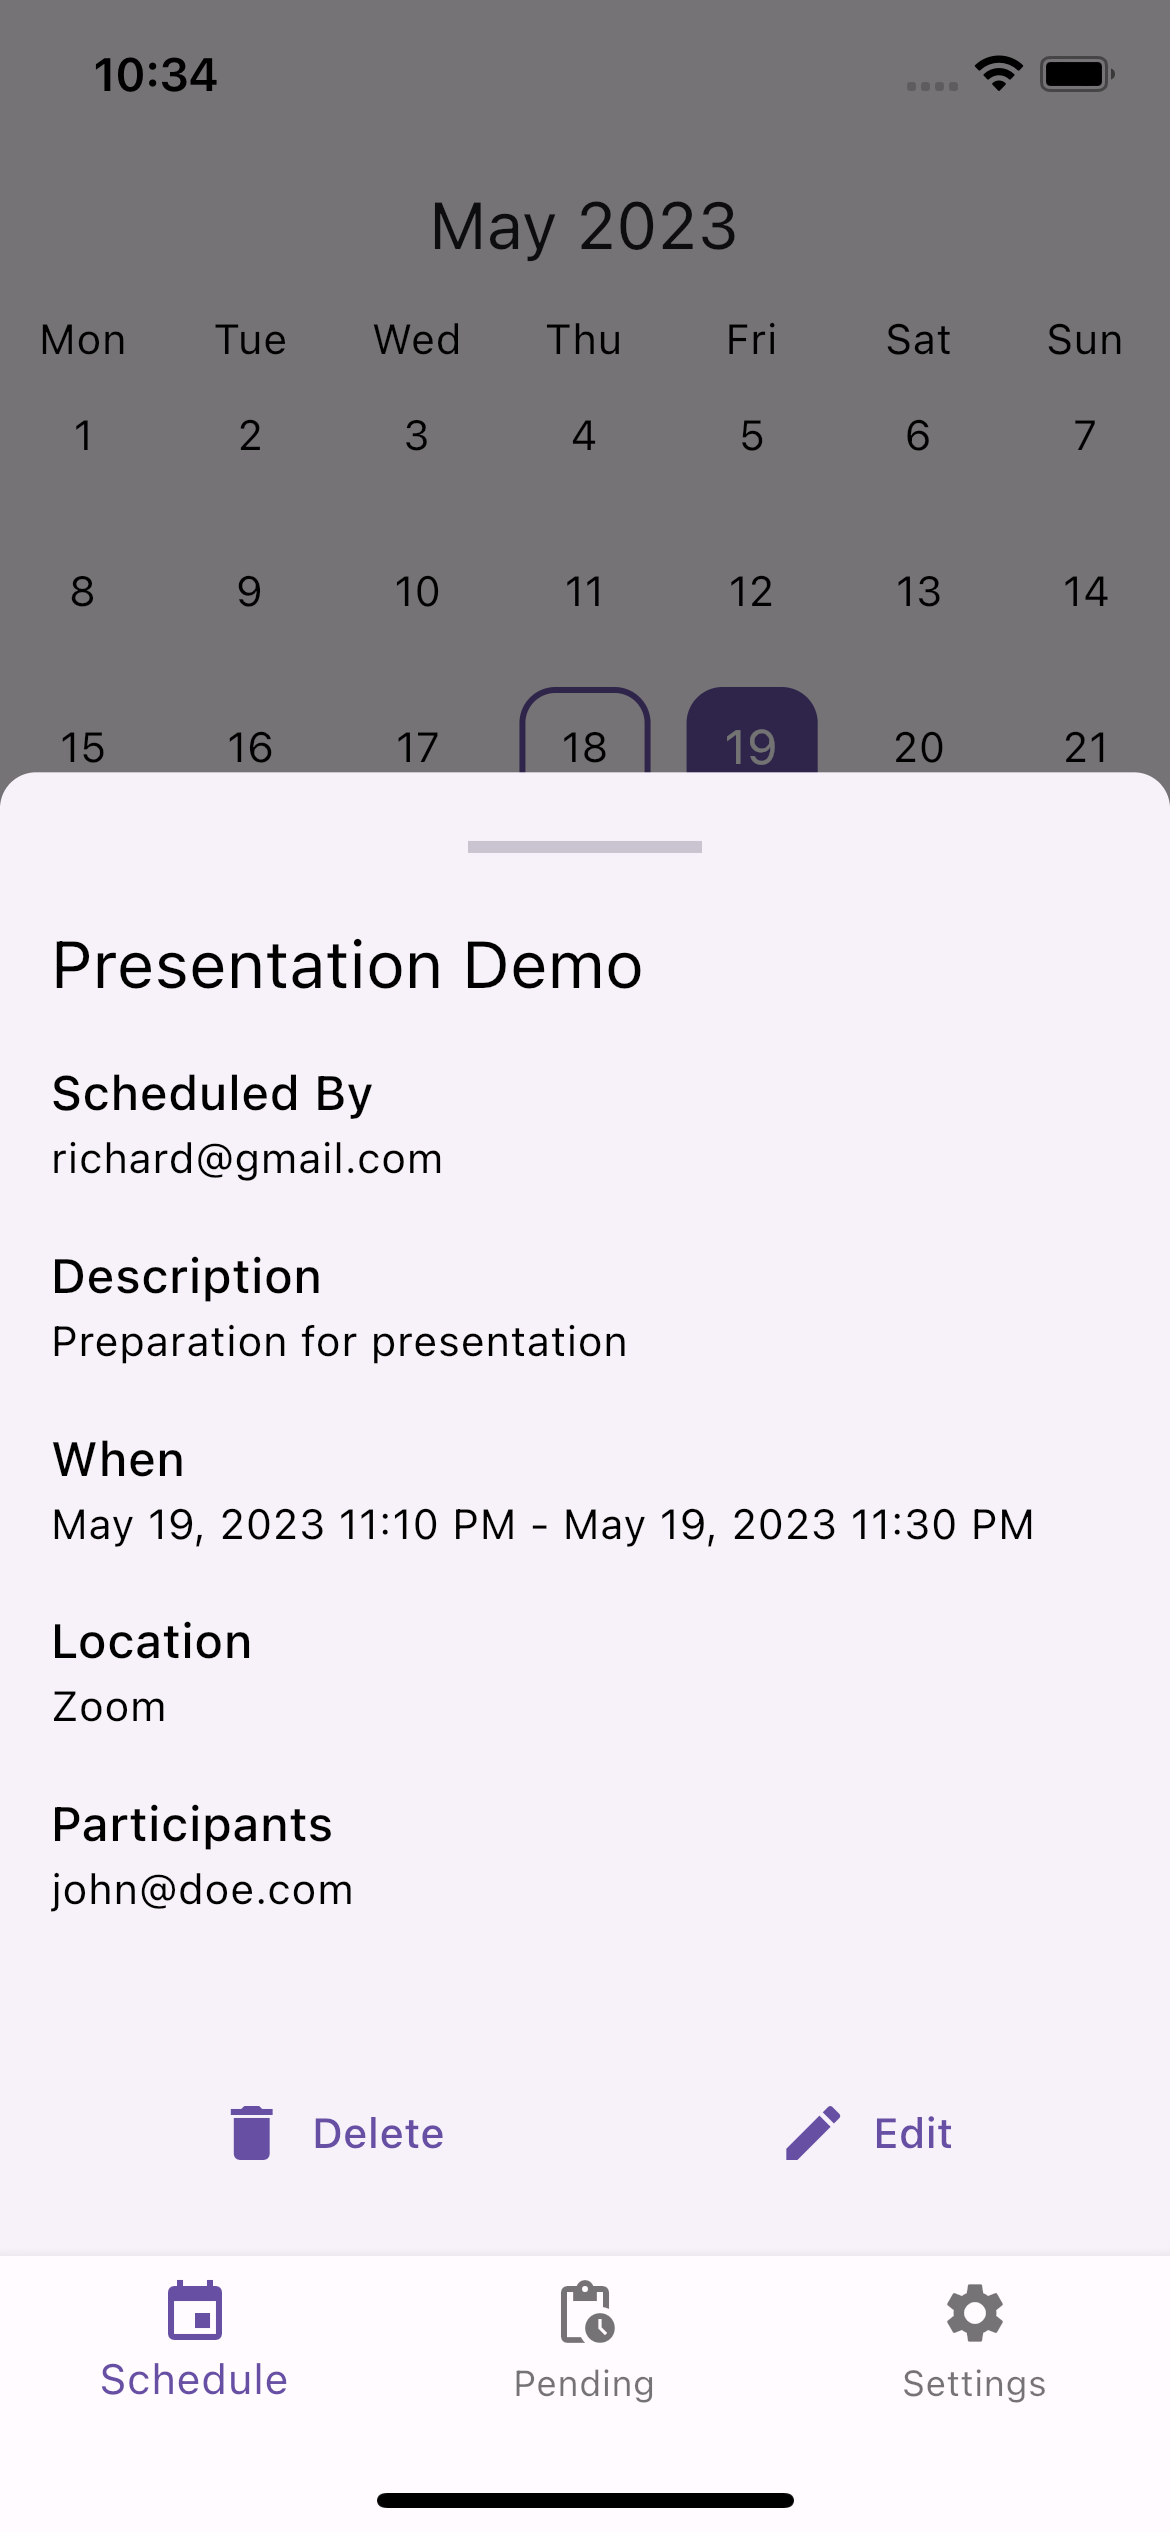 10:34
May 2023
Mon Tue Wed Thu Fri Sat Sun
1 2 3 4 5 6 7
8 9 10 11 12 13 14
15 16 17 18 19 20 21
Presentation Demo
Scheduled By
richard@gmail.com
Description
Preparation for presentation
When
May 19, 2023 11:10 PM - May 19, 2023 11:30 PM
Location
Zoom
Participants
john@doe.com
Delete Edit
Schedule Pending Settings